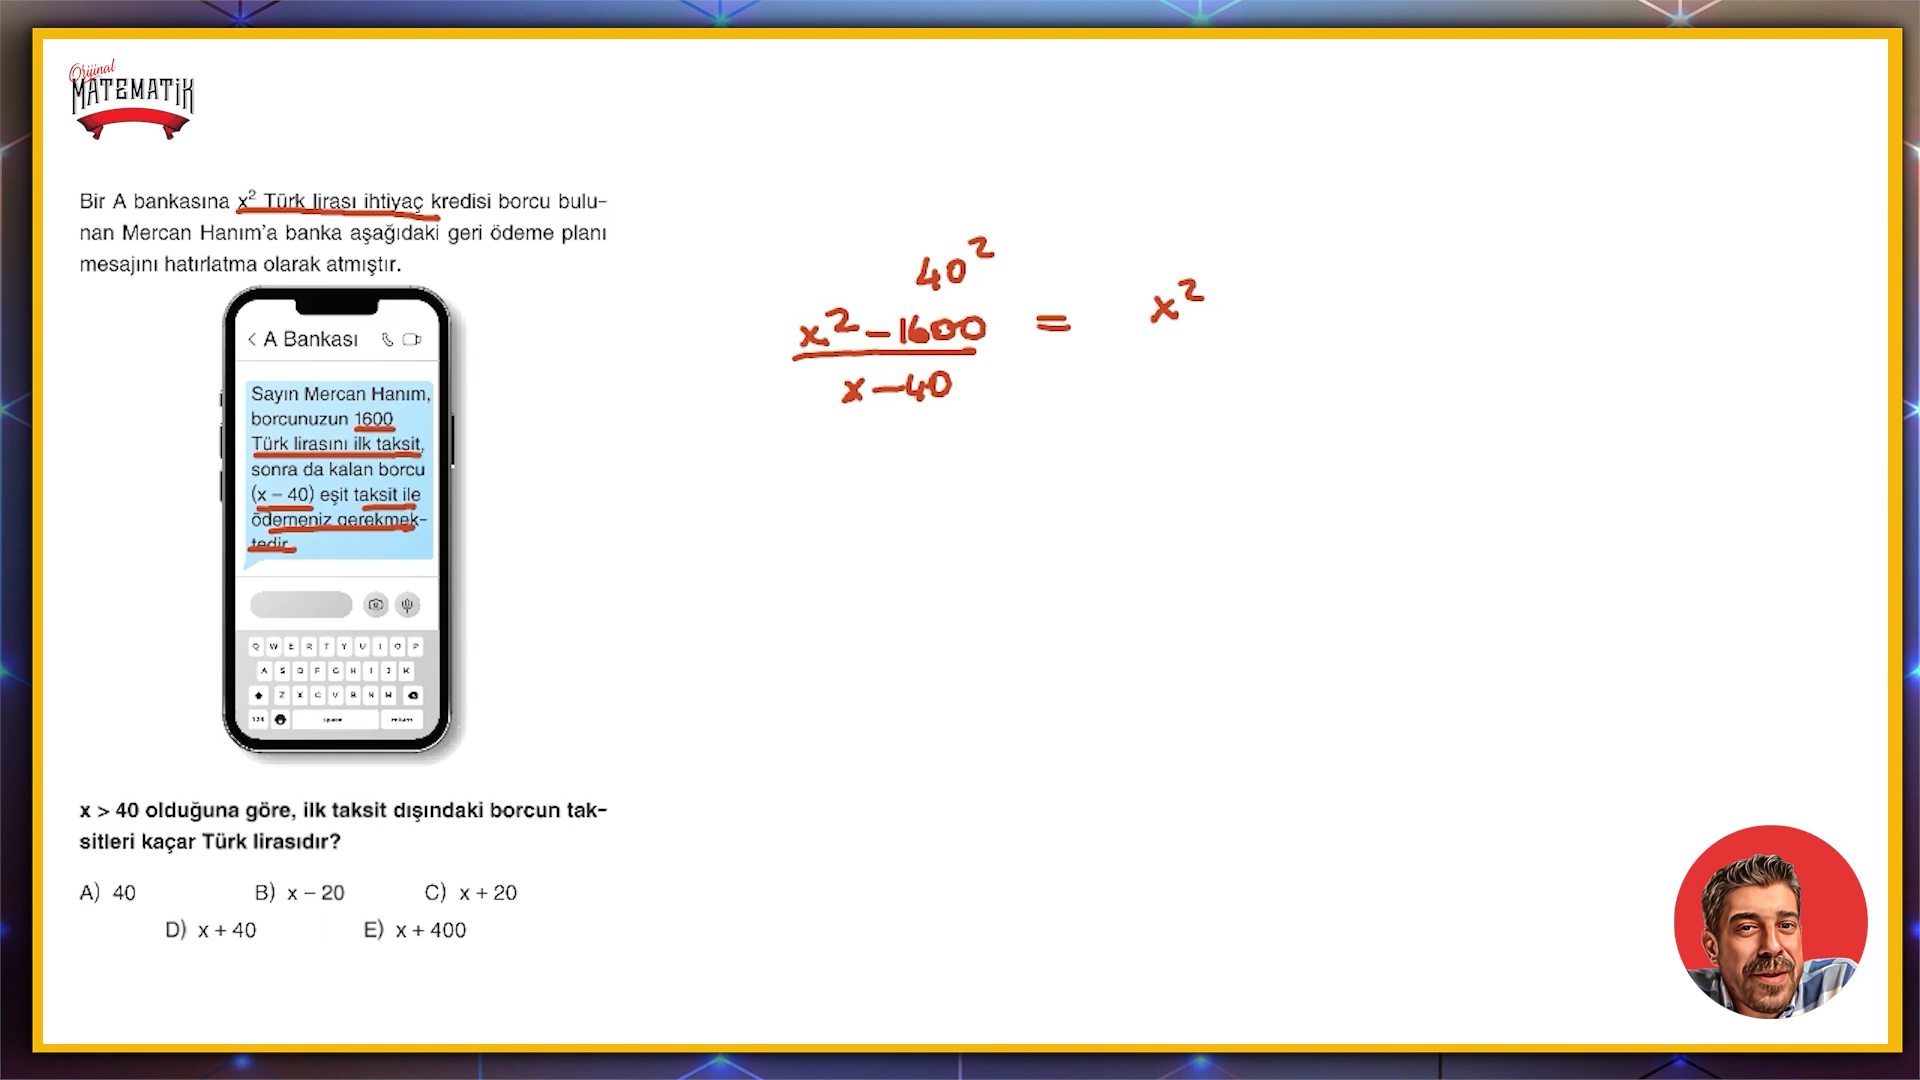 Orijinal
MATEMATİK
Bir A bankasına x² Türk lirası ihtiyaç kredisi borcu bulu-
nan Mercan Hanım'a banka aşağıdaki geri ödeme planı
mesajını hatırlatma olarak atmıştır.
< A Bankası
Sayın Mercan Hanım,
borcunuzun 1600
Türk lirasını ilk taksit,
sonra da kalan borcu
(x – 40) eşit taksit ile
ödemeniz gerekmek-
tedir.
Q W E R T Y U I O P
A S D F G H I J K
Z X C V B N M
123 space return
x > 40 olduğuna göre, ilk taksit dışındaki borcun tak-
sitleri kaçar Türk lirasıdır?
A) 40 B) x – 20 C) x + 20
D) x + 40 E) x + 400
40²
x² – 1600 = x²
x – 40